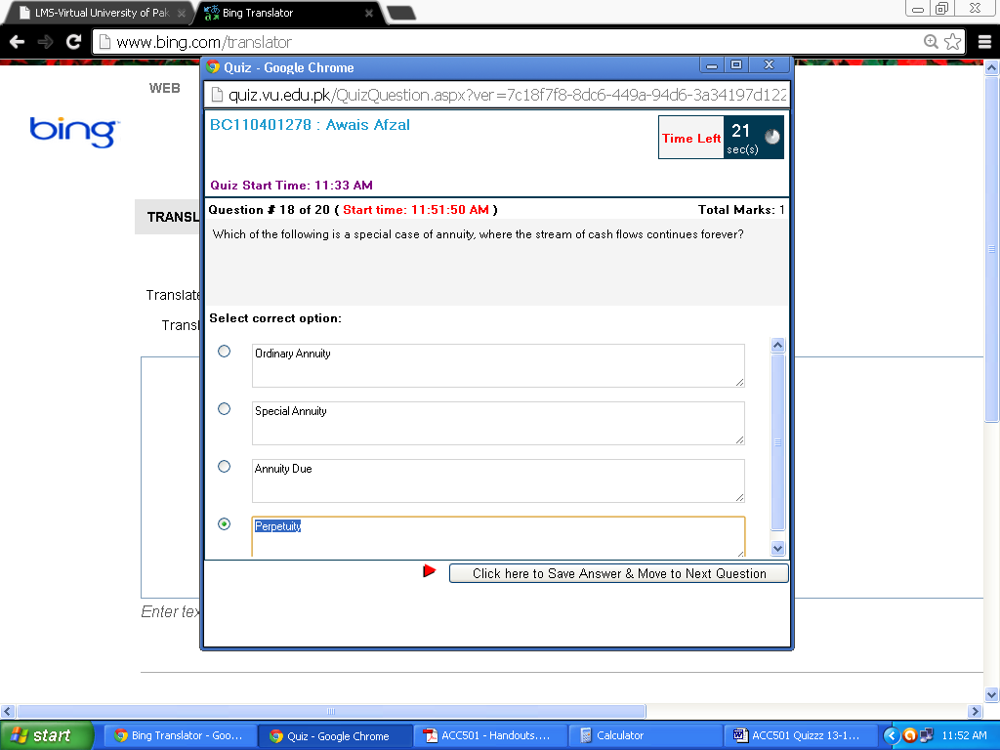 LMS-Virtual University of Pak
Bing Translator
www.bing.com/translator
WEB
bing
TRANSL
Translate
Transl
Enter tex
Quiz - Google Chrome
quiz.vu.edu.pk/QuizQuestion.aspx?ver=7c18f7f8-8dc6-449a-94d6-3a34197d122
BC110401278 : Awais Afzal
Time Left 21 sec(s)
Quiz Start Time: 11:33 AM
Question # 18 of 20 ( Start time: 11:51:50 AM ) Total Marks: 1
Which of the following is a special case of annuity, where the stream of cash flows continues forever?
Select correct option:
Ordinary Annuity
Special Annuity
Annuity Due
Perpetuity
Click here to Save Answer & Move to Next Question
start
Bing Translator - Goo...
Quiz - Google Chrome
ACC501 - Handouts....
Calculator
ACC501 Quizzz 13-1...
11:52 AM